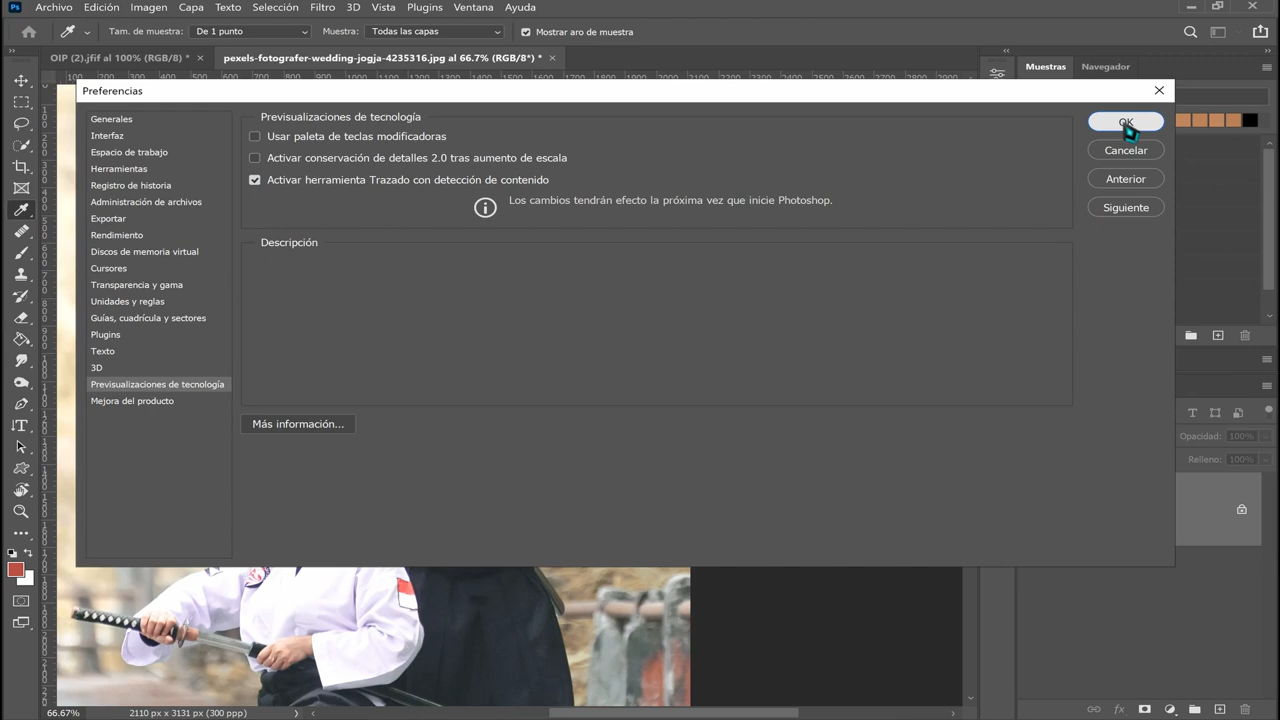 Ps Archivo Edición Imagen Capa Texto Selección Filtro 3D Vista Plugins Ventana Ayuda
Tam. de muestra: De 1 punto Muestra: Todas las capas Mostrar aro de muestra
OIP (2).jfif al 100% (RGB/8) * × pexels-fotografer-wedding-jogja-4235316.jpg al 66.7% (RGB/8*) * ×
Muestras Navegador
Preferencias
Generales
Interfaz
Espacio de trabajo
Herramientas
Registro de historia
Administración de archivos
Exportar
Rendimiento
Discos de memoria virtual
Cursores
Transparencia y gama
Unidades y reglas
Guías, cuadrícula y sectores
Plugins
Texto
3D
Previsualizaciones de tecnología
Mejora del producto
Previsualizaciones de tecnología
Usar paleta de teclas modificadoras
Activar conservación de detalles 2.0 tras aumento de escala
Activar herramienta Trazado con detección de contenido
Los cambios tendrán efecto la próxima vez que inicie Photoshop.
Descripción
Más información...
OK
Cancelar
Anterior
Siguiente
Opacidad: 100%
Relleno: 100%
66.67% 2110 px x 3131 px (300 ppp)